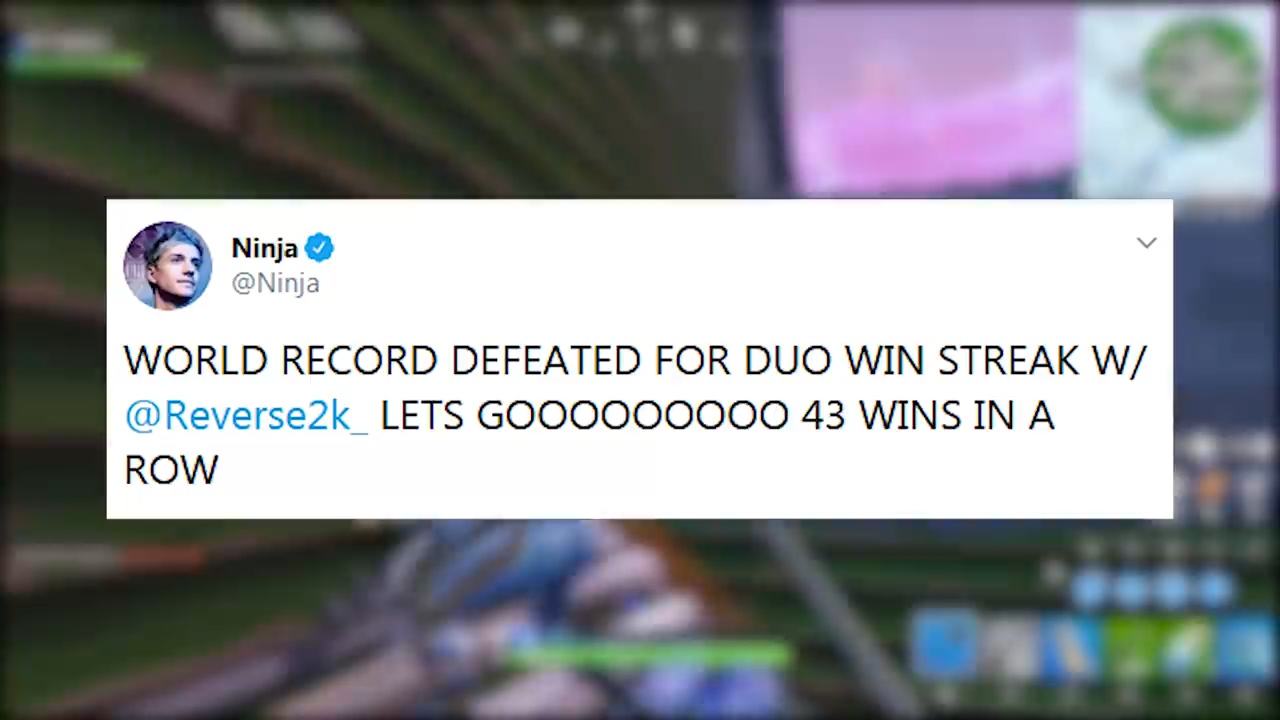 Ninja
@Ninja
WORLD RECORD DEFEATED FOR DUO WIN STREAK W/
@Reverse2k_ LETS GOOOOOOOOO 43 WINS IN A
ROW